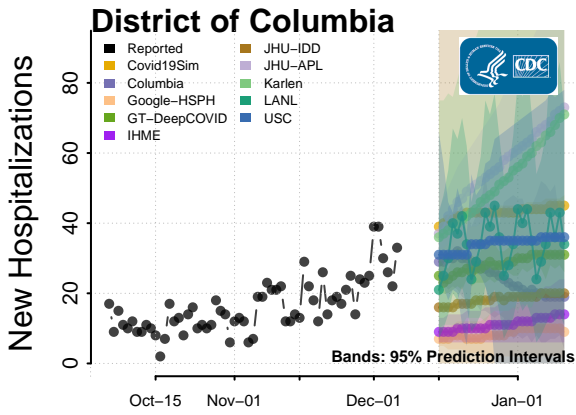 District of Columbia
New Hospitalizations
80
60
40
20
0
Reported
Covid19Sim
Columbia
Google–HSPH
GT–DeepCOVID
IHME
JHU–IDD
JHU–APL
Karlen
LANL
USC
CDC
Bands: 95% Prediction Intervals
Oct–15
Nov–01
Dec–01
Jan–01